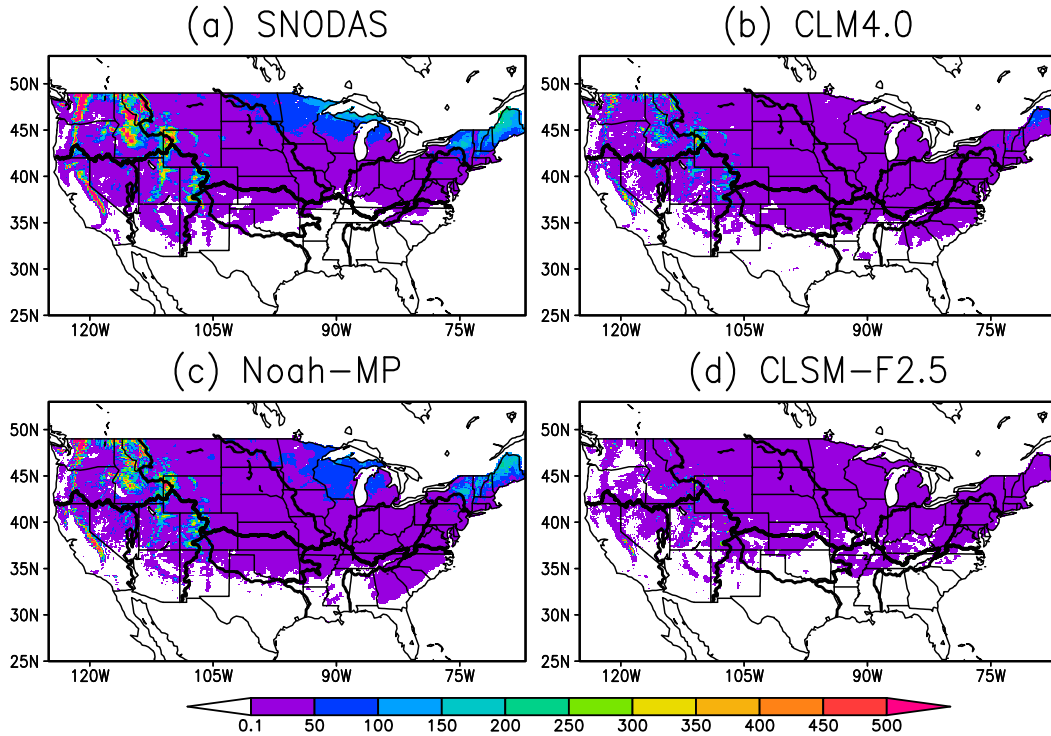 (a) SNODAS
(b) CLM4.0
50N
45N
40N
35N
30N
25N
120W 105W 90W 75W
50N
45N
40N
35N
30N
25N
120W 105W 90W 75W
(c) Noah-MP
(d) CLSM-F2.5
50N
45N
40N
35N
30N
25N
120W 105W 90W 75W
50N
45N
40N
35N
30N
25N
120W 105W 90W 75W
0.1 50 100 150 200 250 300 350 400 450 500